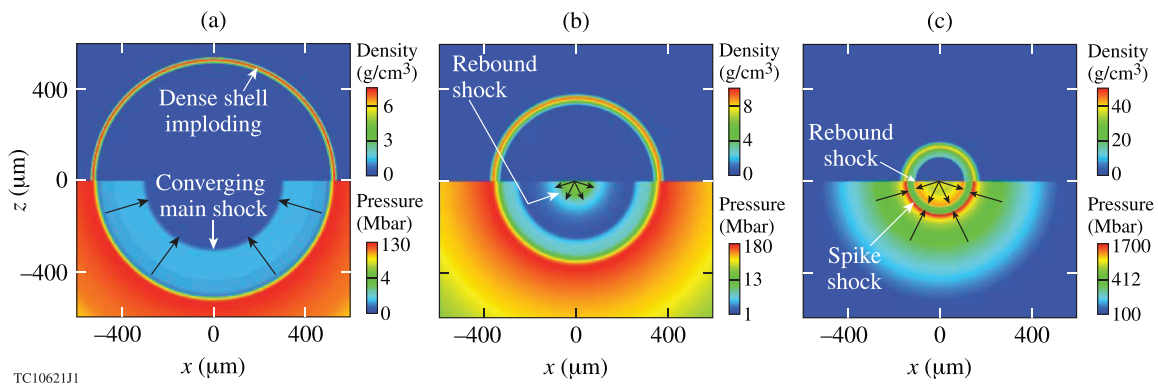 (a)
Density
(g/cm3)
6
3
0
Dense shell
imploding
Converging
main shock
Pressure
(Mbar)
130
4
0
400
0
−400
z (μm)
−400 0 400
x (μm)
(b)
Density
(g/cm3)
8
4
0
Rebound
shock
Pressure
(Mbar)
180
13
1
−400 0 400
x (μm)
(c)
Density
(g/cm3)
40
20
0
Rebound
shock
Spike
shock
Pressure
(Mbar)
1700
412
100
−400 0 400
x (μm)
TC10621J1